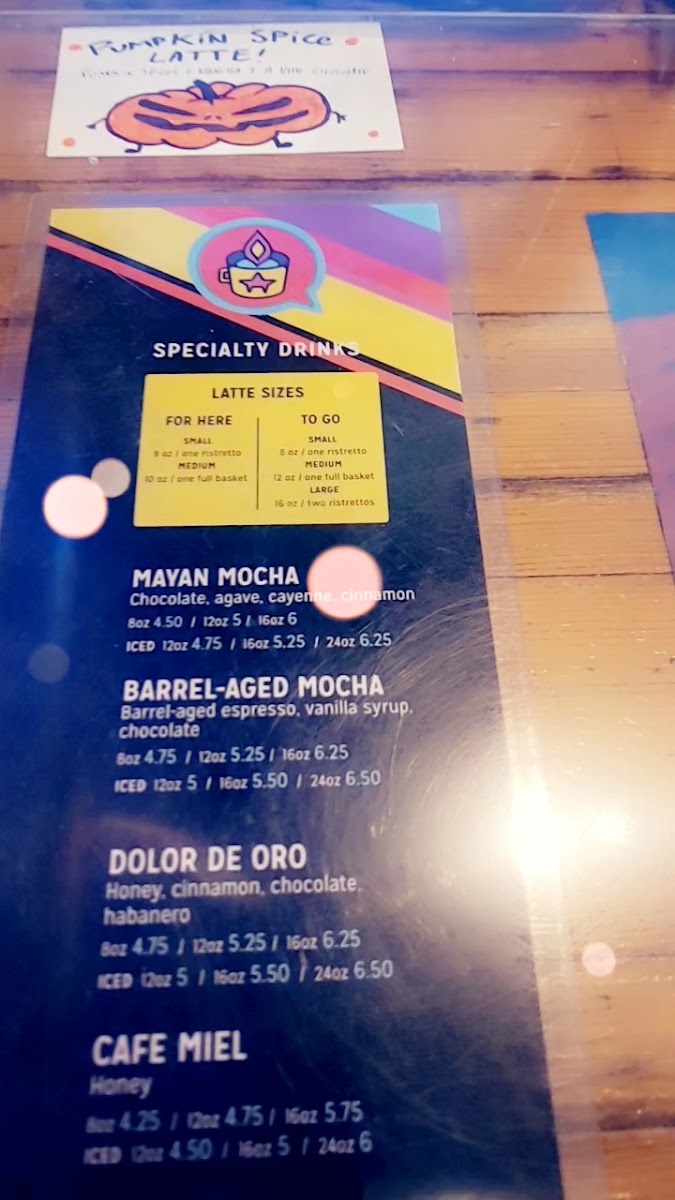 PUMPKIN SPICE
LATTE!
SPECIALTY DRINKS
LATTE SIZES
FOR HERE
SMALL
8 oz / one ristretto
MEDIUM
10 oz / one full basket
TO GO
SMALL
8 oz / one ristretto
MEDIUM
12 oz / one full basket
LARGE
16 oz / two ristrettos
MAYAN MOCHA
Chocolate, agave, cayenne, cinnamon
8oz 4.50 / 12oz 5 / 16oz 6
ICED 12oz 4.75 / 16oz 5.25 / 24oz 6.25
BARREL-AGED MOCHA
Barrel-aged espresso, vanilla syrup,
chocolate
8oz 4.75 / 12oz 5.25 / 16oz 6.25
ICED 12oz 5 / 16oz 5.50 / 24oz 6.50
DOLOR DE ORO
Honey, cinnamon, chocolate,
habanero
8oz 4.75 / 12oz 5.25 / 16oz 6.25
ICED 12oz 5 / 16oz 5.50 / 24oz 6.50
CAFE MIEL
Honey
8oz 4.25 / 12oz 4.75 / 16oz 5.75
ICED 12oz 4.50 / 16oz 5 / 24oz 6